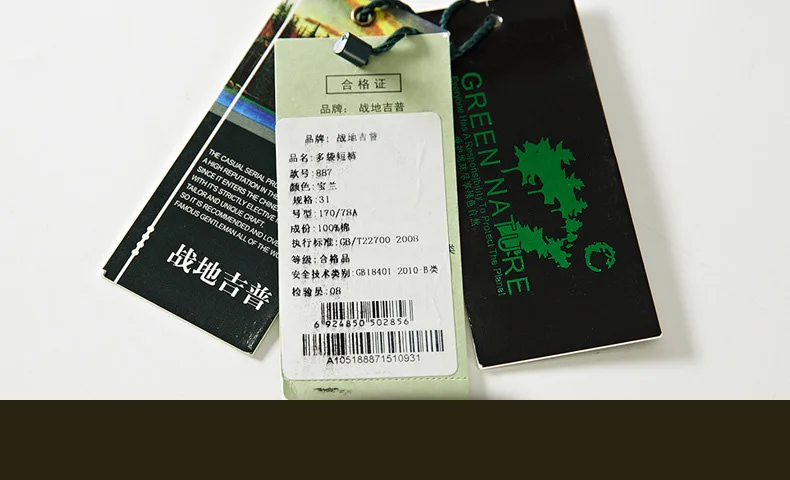 合格证
品牌: 战地吉普
品牌: 战地吉普
品名:多袋短裤
款号:887
颜色:宝兰
规格:31
号型:170/78A
成份:100%棉
执行标准:GB/T22700 2008
等级:合格品
安全技术类别:GB18401 2010-B类
检验员:08
6 924850 502856
A105188871510931
THE CASUAL SERIAL PRO
A HIGH REPUTATION IN THE
SINCE IT ENTERS THE CHINES
WITH IT'S STRICTLY ELECTIVE
TAILOR AND UNIQUE CRAFT.
SO IT IS RECOMMENDED AND LOVE
FAMOUS GENTLEMAN ALL OF THE WO
战地吉普
GREEN NATURE
Everyone Has A Responsibility To Protect The Planet